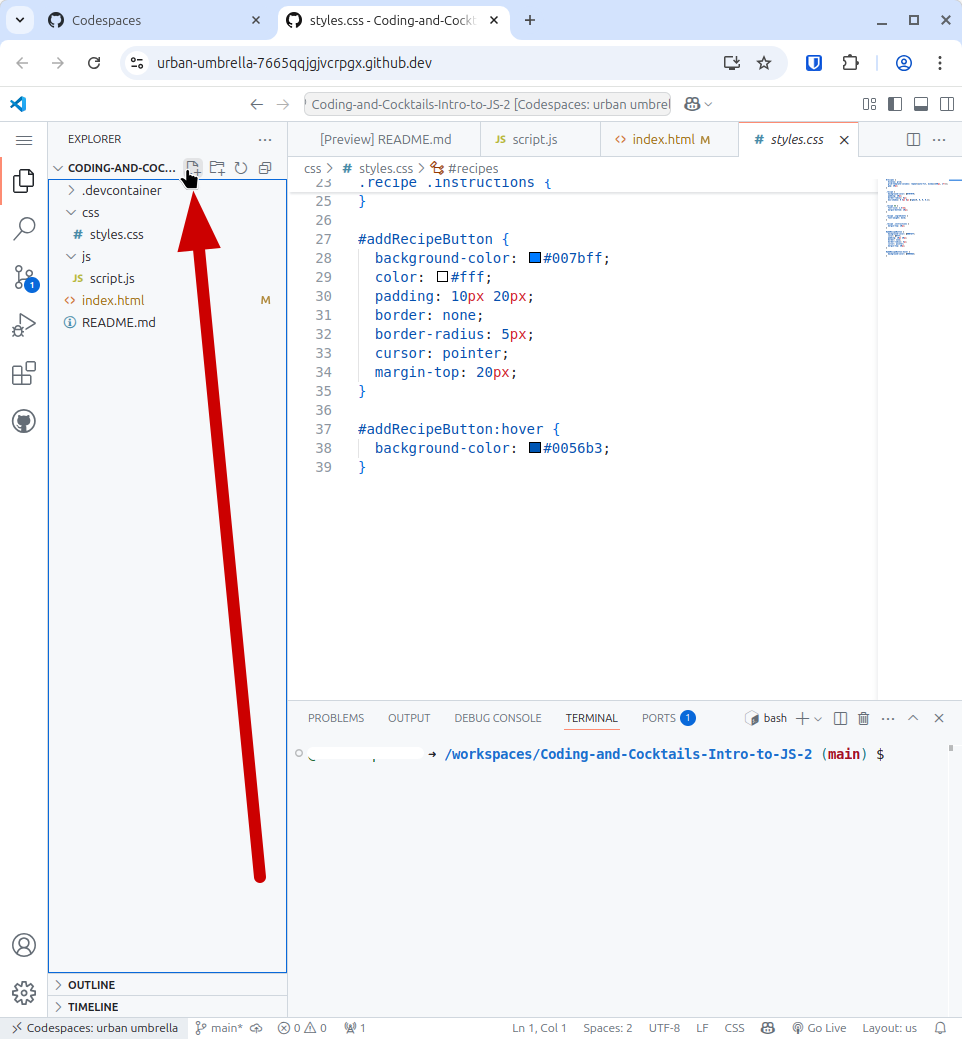 Codespaces
styles.css - Coding-and-Cockt
urban-umbrella-7665qqjgjvcrpgx.github.dev
Coding-and-Cocktails-Intro-to-JS-2 [Codespaces: urban umbrel
EXPLORER
[Preview] README.md
JS script.js
<> index.html M
# styles.css
CODING-AND-COC...
css > # styles.css > #recipes
.devcontainer
css
# styles.css
js
JS script.js
<> index.html M
README.md
1
23 .recipe .instructions {
25 }
26
27 #addRecipeButton {
28 background-color: #007bff;
29 color: #fff;
30 padding: 10px 20px;
31 border: none;
32 border-radius: 5px;
33 cursor: pointer;
34 margin-top: 20px;
35 }
36
37 #addRecipeButton:hover {
38 background-color: #0056b3;
39 }
PROBLEMS OUTPUT DEBUG CONSOLE TERMINAL PORTS 1
bash
→ /workspaces/Coding-and-Cocktails-Intro-to-JS-2 (main) $
OUTLINE
TIMELINE
Codespaces: urban umbrella main* 0 0 1 Ln 1, Col 1 Spaces: 2 UTF-8 LF CSS Go Live Layout: us